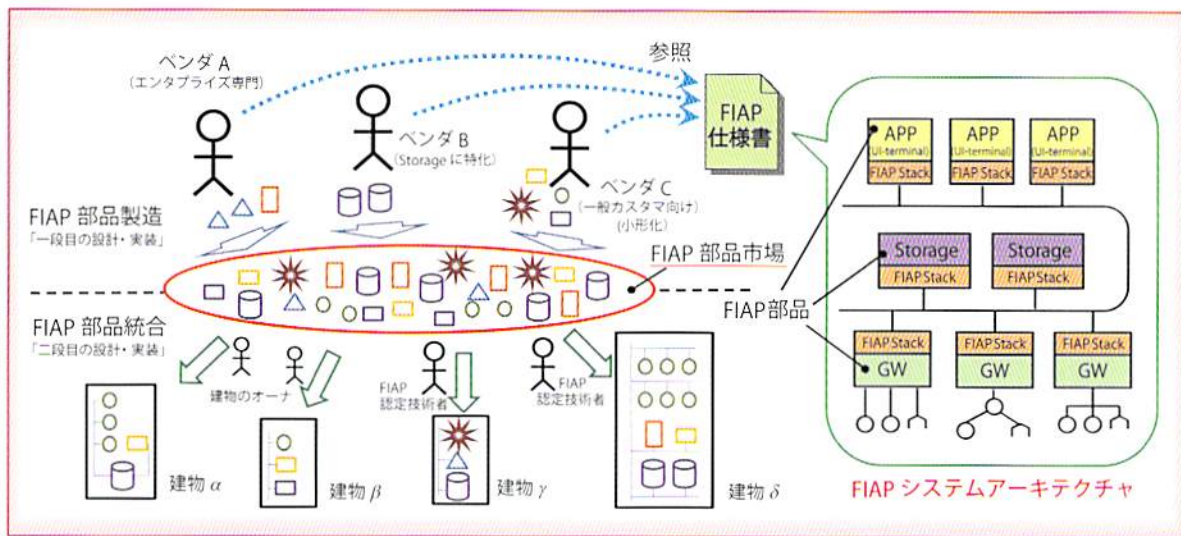 ベンダ A
(エンタプライズ専門)
ベンダ B
(Storage に特化)
ベンダ C
(一般カスタマ向け)
(小形化)
参照
FIAP
仕様書
FIAP 部品製造
「一段目の設計・実装」
FIAP 部品市場
FIAP 部品統合
「二段目の設計・実装」
建物のオーナ
FIAP
認定技術者
FIAP
認定技術者
建物 α
建物 β
建物 γ
建物 δ
APP
(UI-terminal)
FIAP Stack
APP
(UI-terminal)
FIAP Stack
APP
(UI-terminal)
FIAP Stack
Storage
FIAP Stack
Storage
FIAP Stack
FIAP 部品
FIAP Stack
GW
FIAP Stack
GW
FIAP Stack
GW
FIAP システムアーキテクチャ